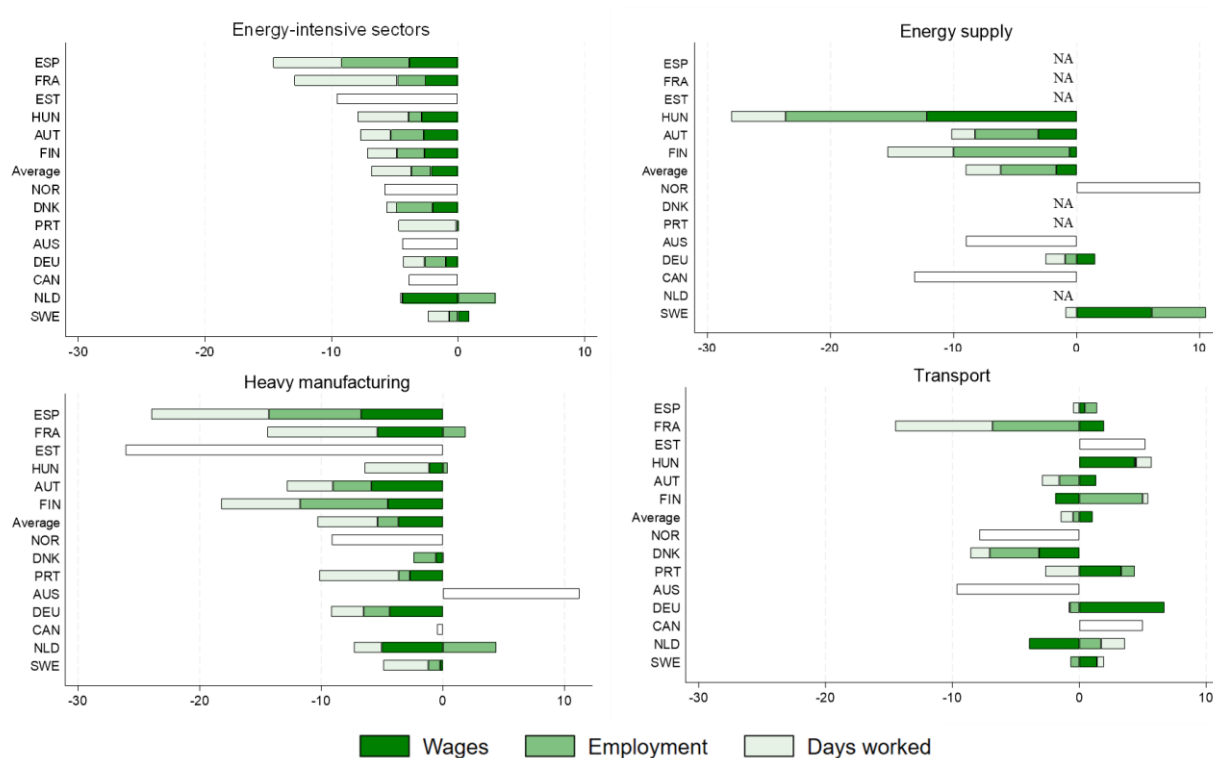 Energy-intensive sectors
ESP
FRA
EST
HUN
AUT
FIN
Average
NOR
DNK
PRT
AUS
DEU
CAN
NLD
SWE
-30 -20 -10 0 10
Energy supply
ESP NA
FRA NA
EST NA
HUN
AUT
FIN
Average
NOR
DNK NA
PRT NA
AUS
DEU
CAN
NLD NA
SWE
-30 -20 -10 0 10
Heavy manufacturing
ESP
FRA
EST
HUN
AUT
FIN
Average
NOR
DNK
PRT
AUS
DEU
CAN
NLD
SWE
-30 -20 -10 0 10
Transport
ESP
FRA
EST
HUN
AUT
FIN
Average
NOR
DNK
PRT
AUS
DEU
CAN
NLD
SWE
-30 -20 -10 0 10
Wages Employment Days worked